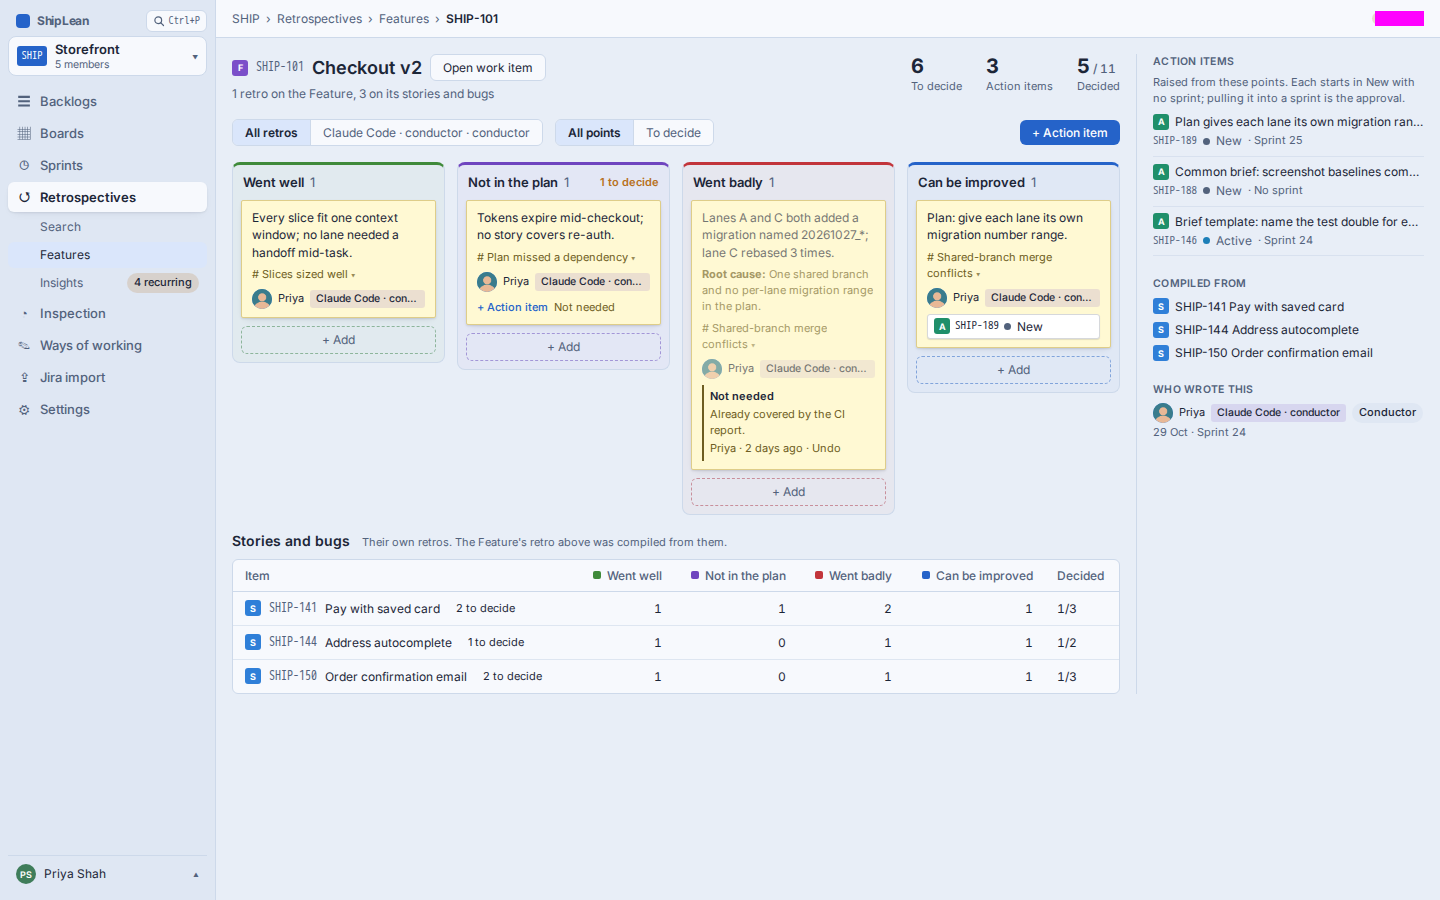 ShipLean
Ctrl+P
SHIP
Storefront
5 members
Backlogs
Boards
Sprints
Retrospectives
Search
Features
Insights
4 recurring
Inspection
Ways of working
Jira import
Settings
PS
Priya Shah
SHIP › Retrospectives › Features › SHIP-101
F SHIP-101 Checkout v2 Open work item
1 retro on the Feature, 3 on its stories and bugs
6
To decide
3
Action items
5 / 11
Decided
All retros Claude Code · conductor · conductor
All points To decide
+ Action item
Went well 1
Every slice fit one context
window; no lane needed a
handoff mid-task.
# Slices sized well
Priya Claude Code · con...
+ Add
Not in the plan 1 1 to decide
Tokens expire mid-checkout;
no story covers re-auth.
# Plan missed a dependency
Priya Claude Code · con...
+ Action item Not needed
+ Add
Went badly 1
Lanes A and C both added a
migration named 20261027_*;
lane C rebased 3 times.
Root cause: One shared branch
and no per-lane migration range
in the plan.
# Shared-branch merge
conflicts
Priya Claude Code · con...
Not needed
Already covered by the CI
report.
Priya · 2 days ago · Undo
+ Add
Can be improved 1
Plan: give each lane its own
migration number range.
# Shared-branch merge
conflicts
Priya Claude Code · con...
A SHIP-189 New
+ Add
Stories and bugs Their own retros. The Feature's retro above was compiled from them.
Item Went well Not in the plan Went badly Can be improved Decided
S SHIP-141 Pay with saved card 2 to decide 1 1 2 1 1/3
S SHIP-144 Address autocomplete 1 to decide 1 0 1 1 1/2
S SHIP-150 Order confirmation email 2 to decide 1 0 1 1 1/3
ACTION ITEMS
Raised from these points. Each starts in New with
no sprint; pulling it into a sprint is the approval.
A Plan gives each lane its own migration ran...
SHIP-189 New · Sprint 25
A Common brief: screenshot baselines com...
SHIP-188 New · No sprint
A Brief template: name the test double for e...
SHIP-146 Active · Sprint 24
COMPILED FROM
S SHIP-141 Pay with saved card
S SHIP-144 Address autocomplete
S SHIP-150 Order confirmation email
WHO WROTE THIS
Priya Claude Code · conductor Conductor
29 Oct · Sprint 24